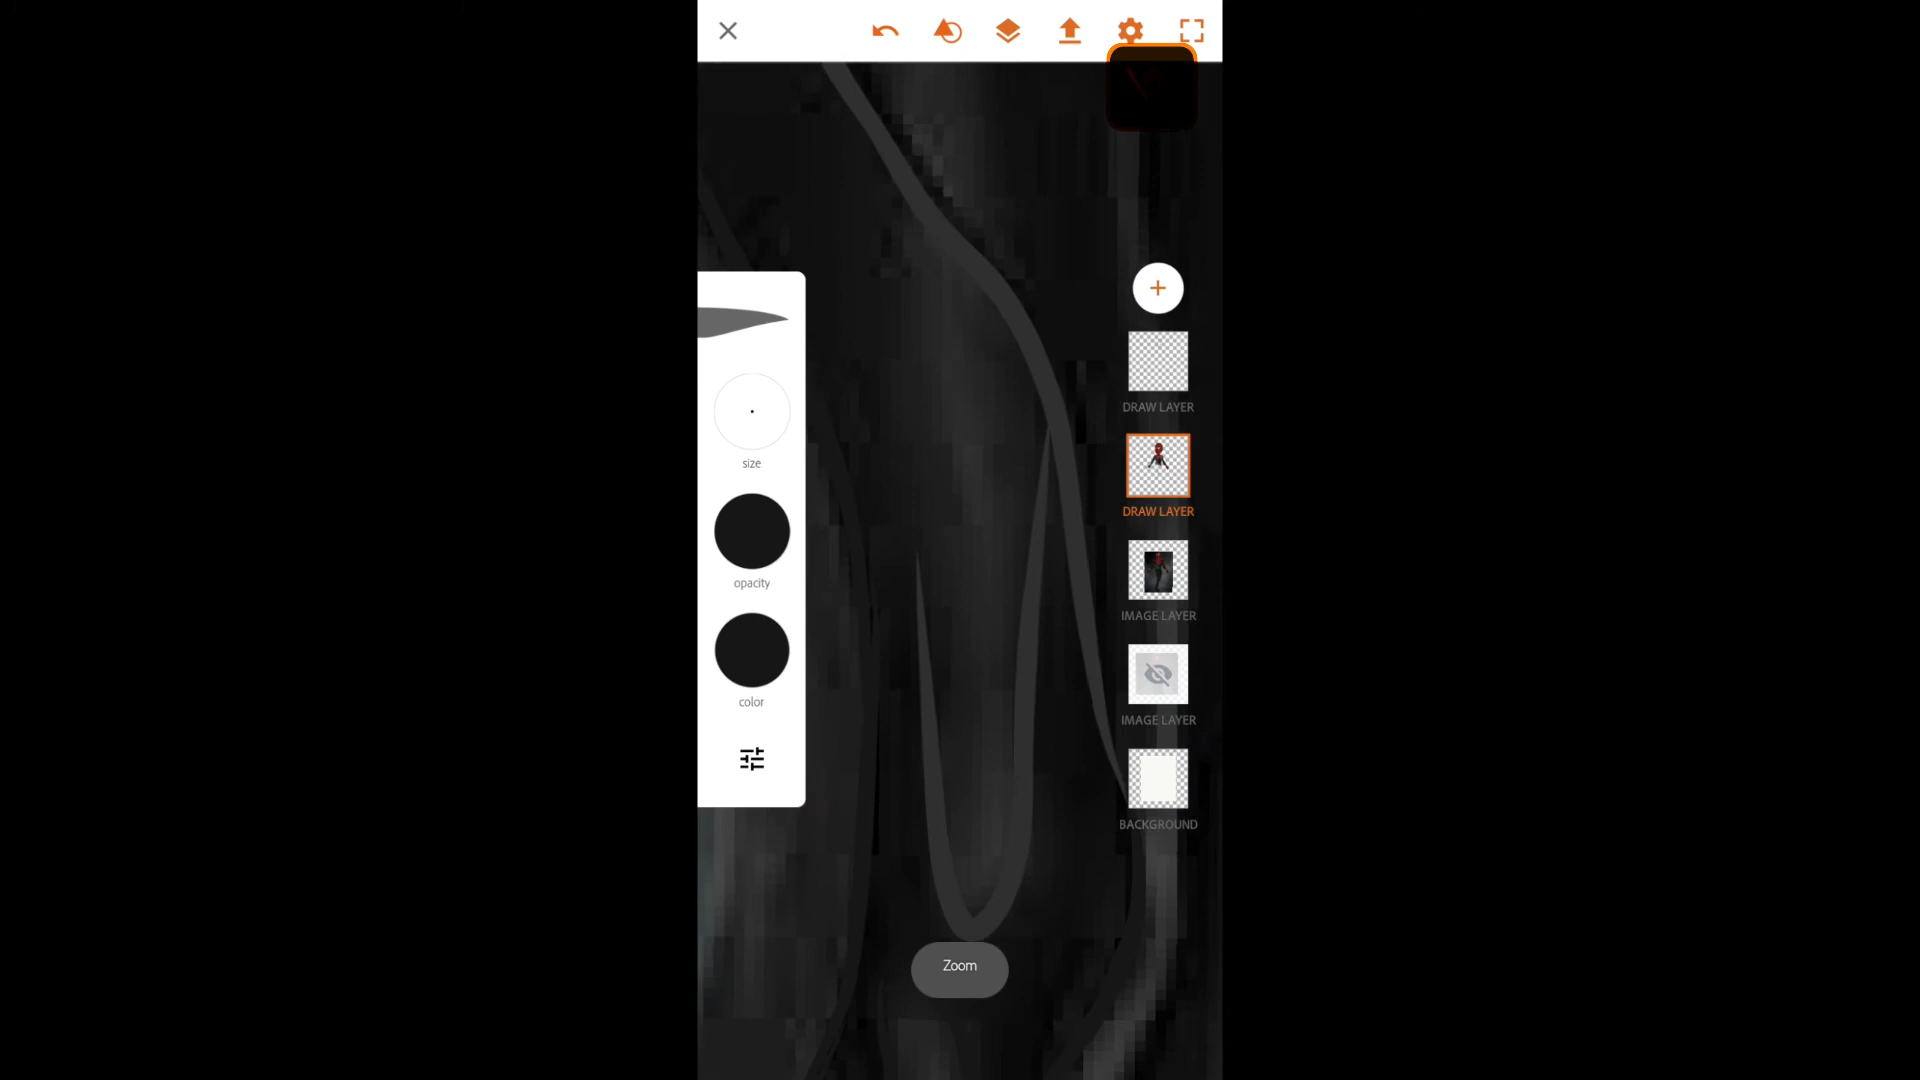 DRAW LAYER
size
DRAW LAYER
opacity
IMAGE LAYER
color
IMAGE LAYER
BACKGROUND
Zoom